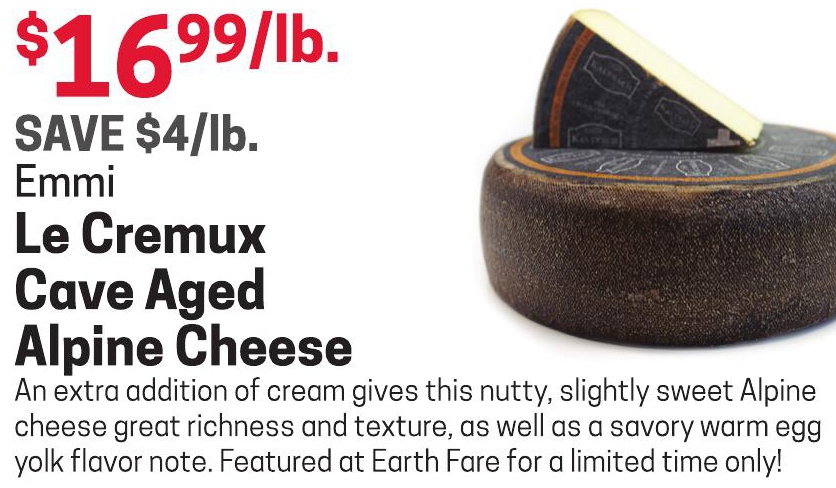 $16.99/lb.
SAVE $4/lb.
Emmi
Le Cremux
Cave Aged
Alpine Cheese
An extra addition of cream gives this nutty, slightly sweet Alpine
cheese great richness and texture, as well as a savory warm egg
yolk flavor note. Featured at Earth Fare for a limited time only!